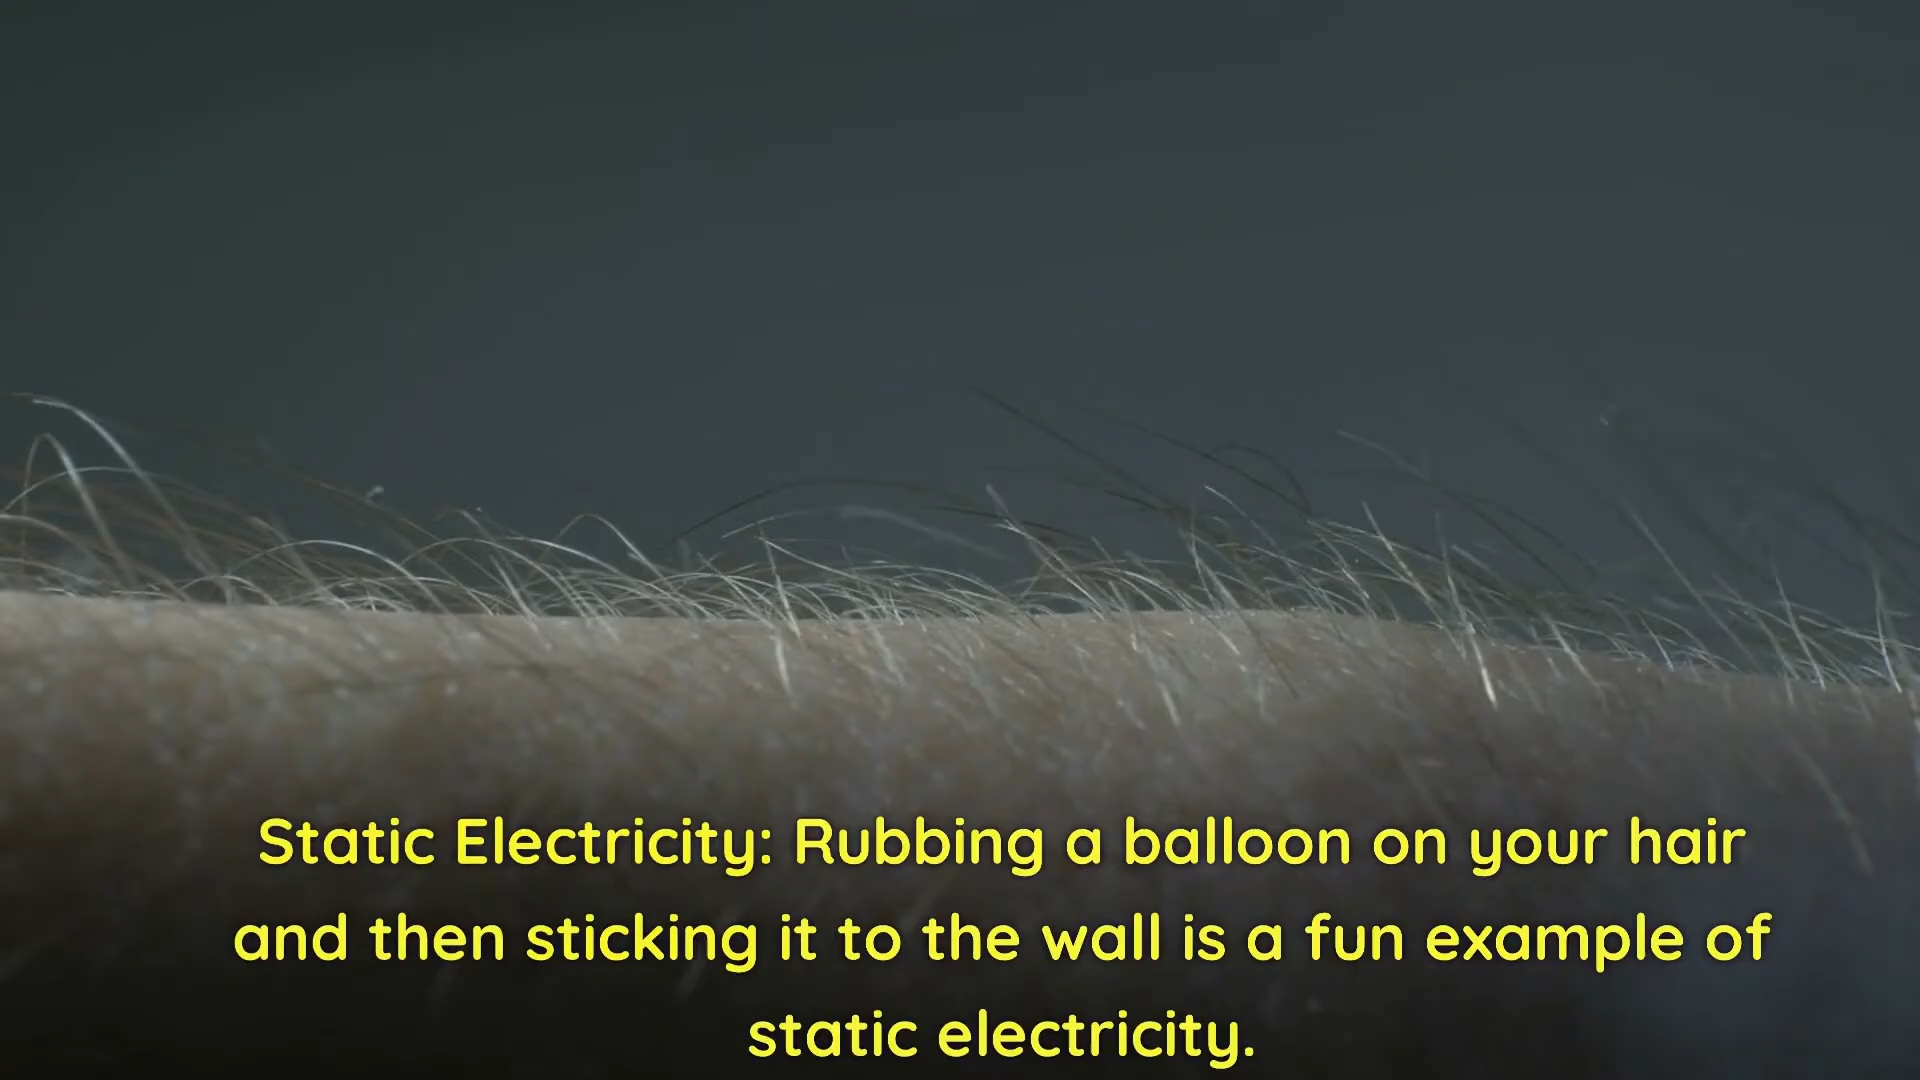 Static Electricity: Rubbing a balloon on your hair
and then sticking it to the wall is a fun example of
static electricity.